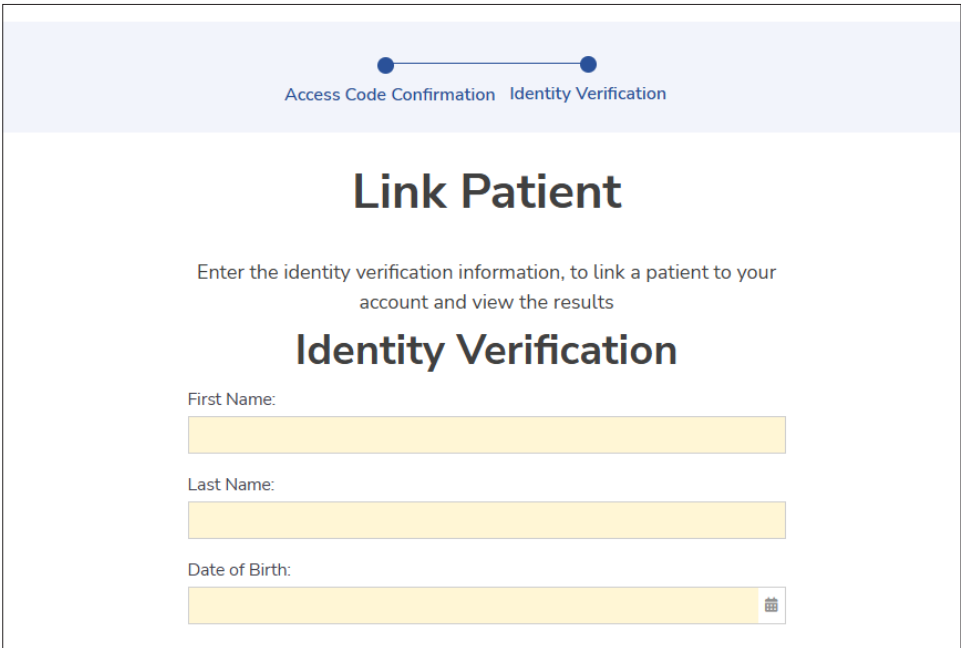 Access Code Confirmation Identity Verification
Link Patient
Enter the identity verification information, to link a patient to your
account and view the results
Identity Verification
First Name:
Last Name:
Date of Birth: